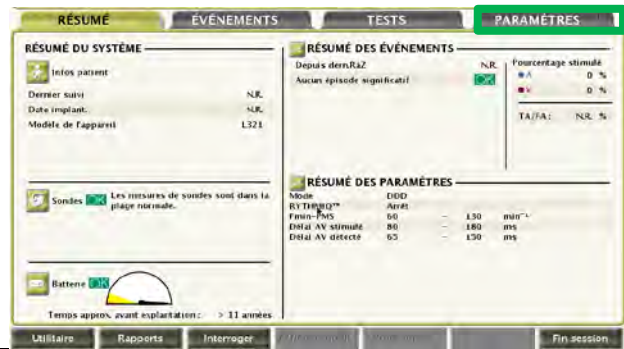 RÉSUMÉ
ÉVÉNEMENTS
TESTS
PARAMÈTRES
RÉSUMÉ DU SYSTÈME
Infos patient
Dernier suivi N.R.
Date implant. N.R.
Modèle de l'appareil L321
Sondes OK Les mesures de sondes sont dans la
plage normale.
Batterie OK
Temps approx. avant explantation : > 11 années
RÉSUMÉ DES ÉVÉNEMENTS
Depuis dern.RàZ N.R.
Aucun épisode significatif OK
Pourcentage stimulé
A 0 %
V 0 %
TA/FA : N.R. %
RÉSUMÉ DES PARAMÈTRES
Mode DDD
RYTHMIQ™ Arrêt
Fmin-FMS 60 - 130 min⁻¹
Délai AV stimulé 80 - 180 ms
Délai AV détecté 65 - 150 ms
Utilitaire
Rapports
Interroger
Fin session